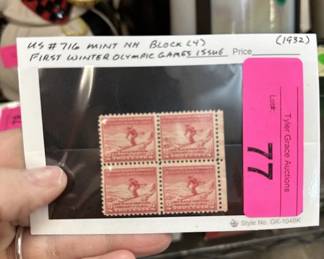 US #716 MINT NH BLOCK (4) (1932)
FIRST WINTER OLYMPIC GAMES ISSUE Price
Tyler Grace Auctions
Lot#:
77
Style No. GK-104BK